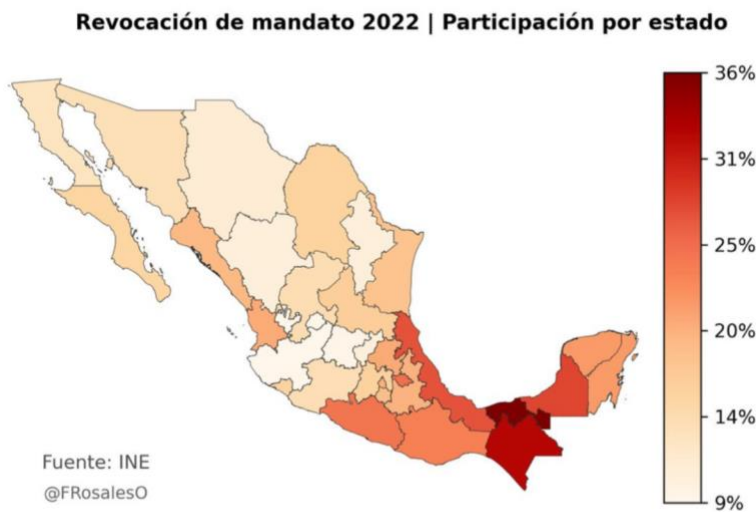 Revocación de mandato 2022 | Participación por estado
36%
31%
25%
20%
14%
9%
Fuente: INE
@FRosalesO